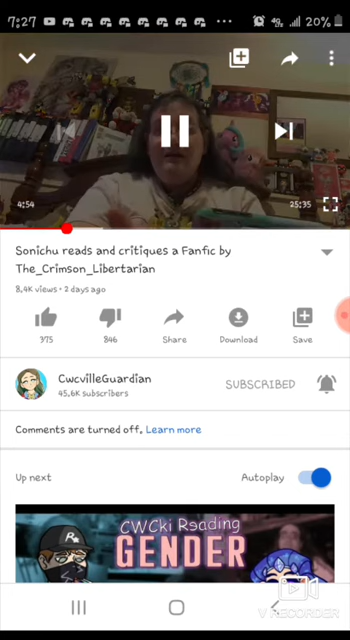 7:27 ... 4G 20%
4:54 25:35
Sonichu reads and critiques a Fanfic by
The_Crimson_Libertarian
8,4K views • 2 days ago
375 846 Share Download Save
CwcvilleGuardian SUBSCRIBED
45,6K subscribers
Comments are turned off. Learn more
Up next Autoplay
CWCki Reading
GENDER
R
V RECORDER